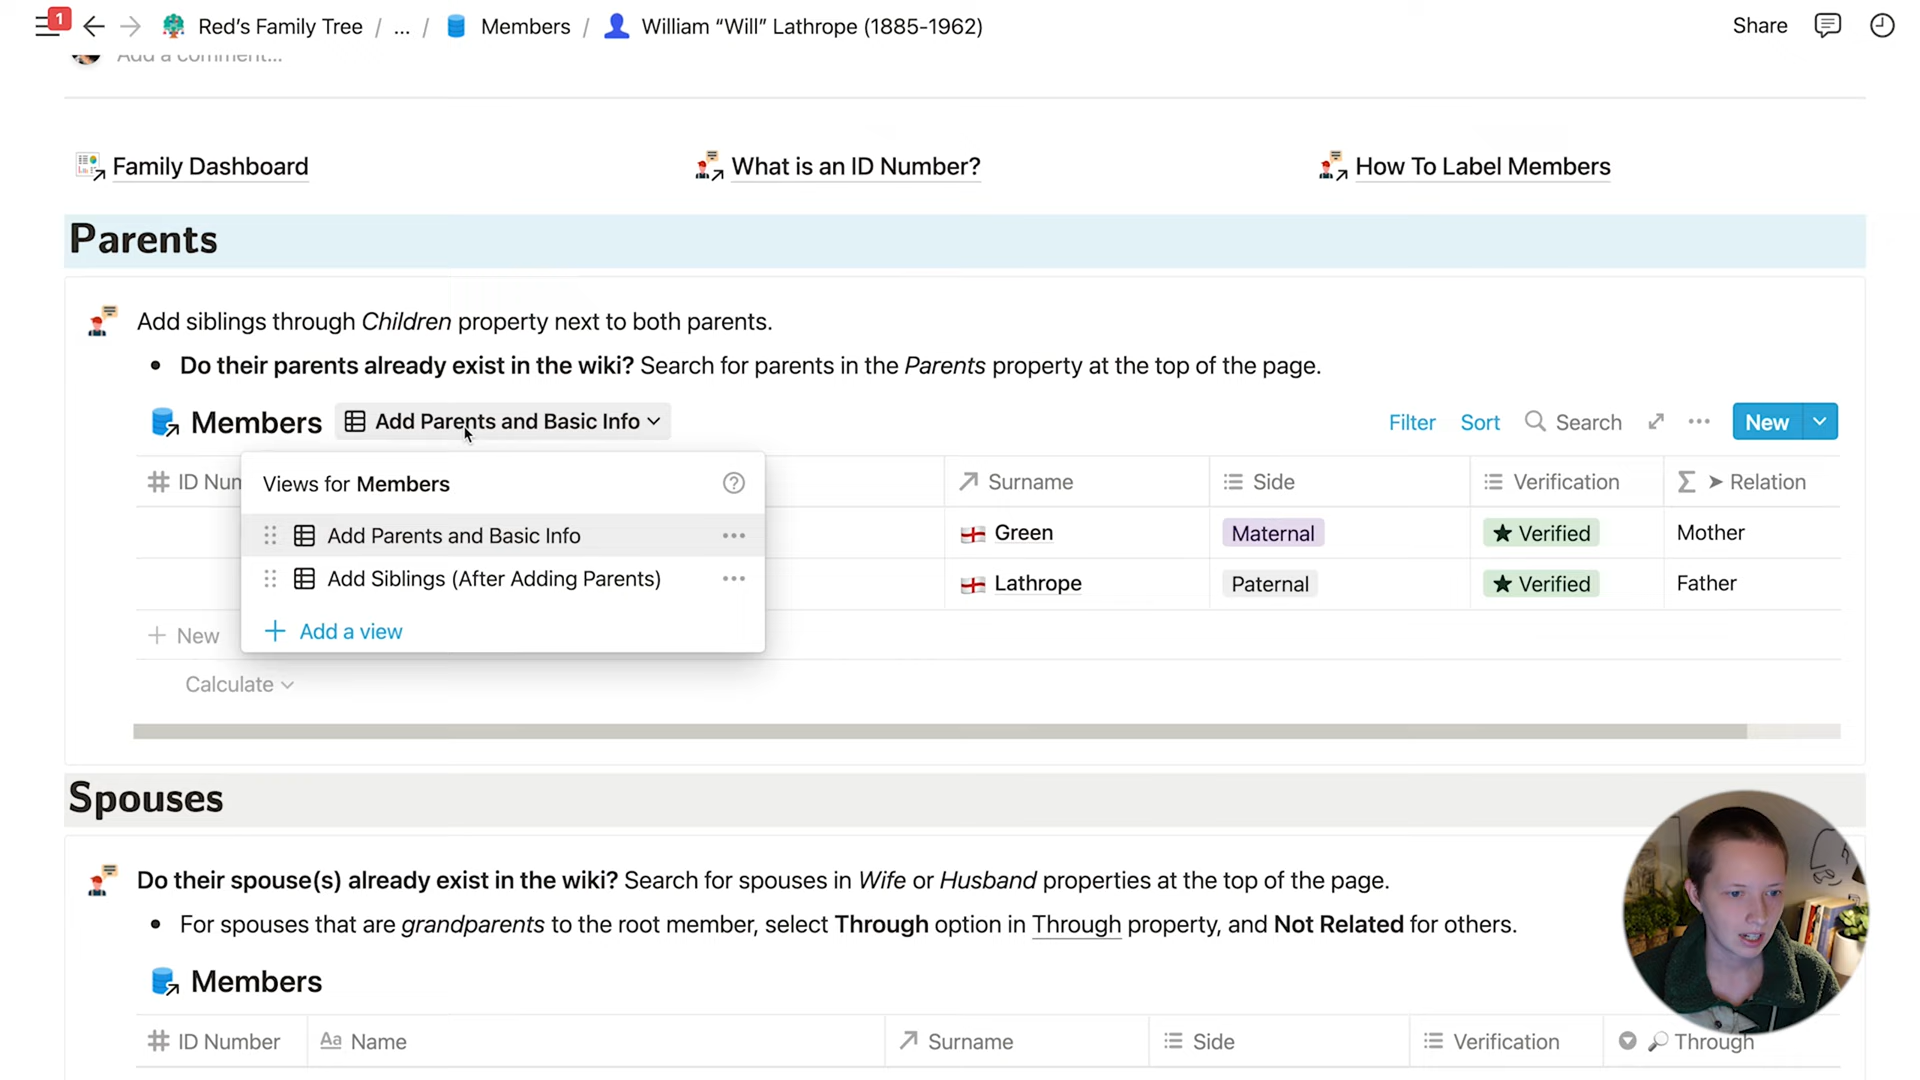 1
Red's Family Tree / ... / Members / William “Will” Lathrope (1885-1962)
Share
Add a comment...
Family Dashboard
What is an ID Number?
How To Label Members
Parents
Add siblings through Children property next to both parents.
• Do their parents already exist in the wiki? Search for parents in the Parents property at the top of the page.
Members
Add Parents and Basic Info
Filter
Sort
Search
New
ID Num
Surname
Side
Verification
Relation
Views for Members
Add Parents and Basic Info
Add Siblings (After Adding Parents)
Add a view
Green
Maternal
Verified
Mother
Lathrope
Paternal
Verified
Father
New
Calculate
Spouses
Do their spouse(s) already exist in the wiki? Search for spouses in Wife or Husband properties at the top of the page.
• For spouses that are grandparents to the root member, select Through option in Through property, and Not Related for others.
Members
ID Number
Aa Name
Surname
Side
Verification
Through